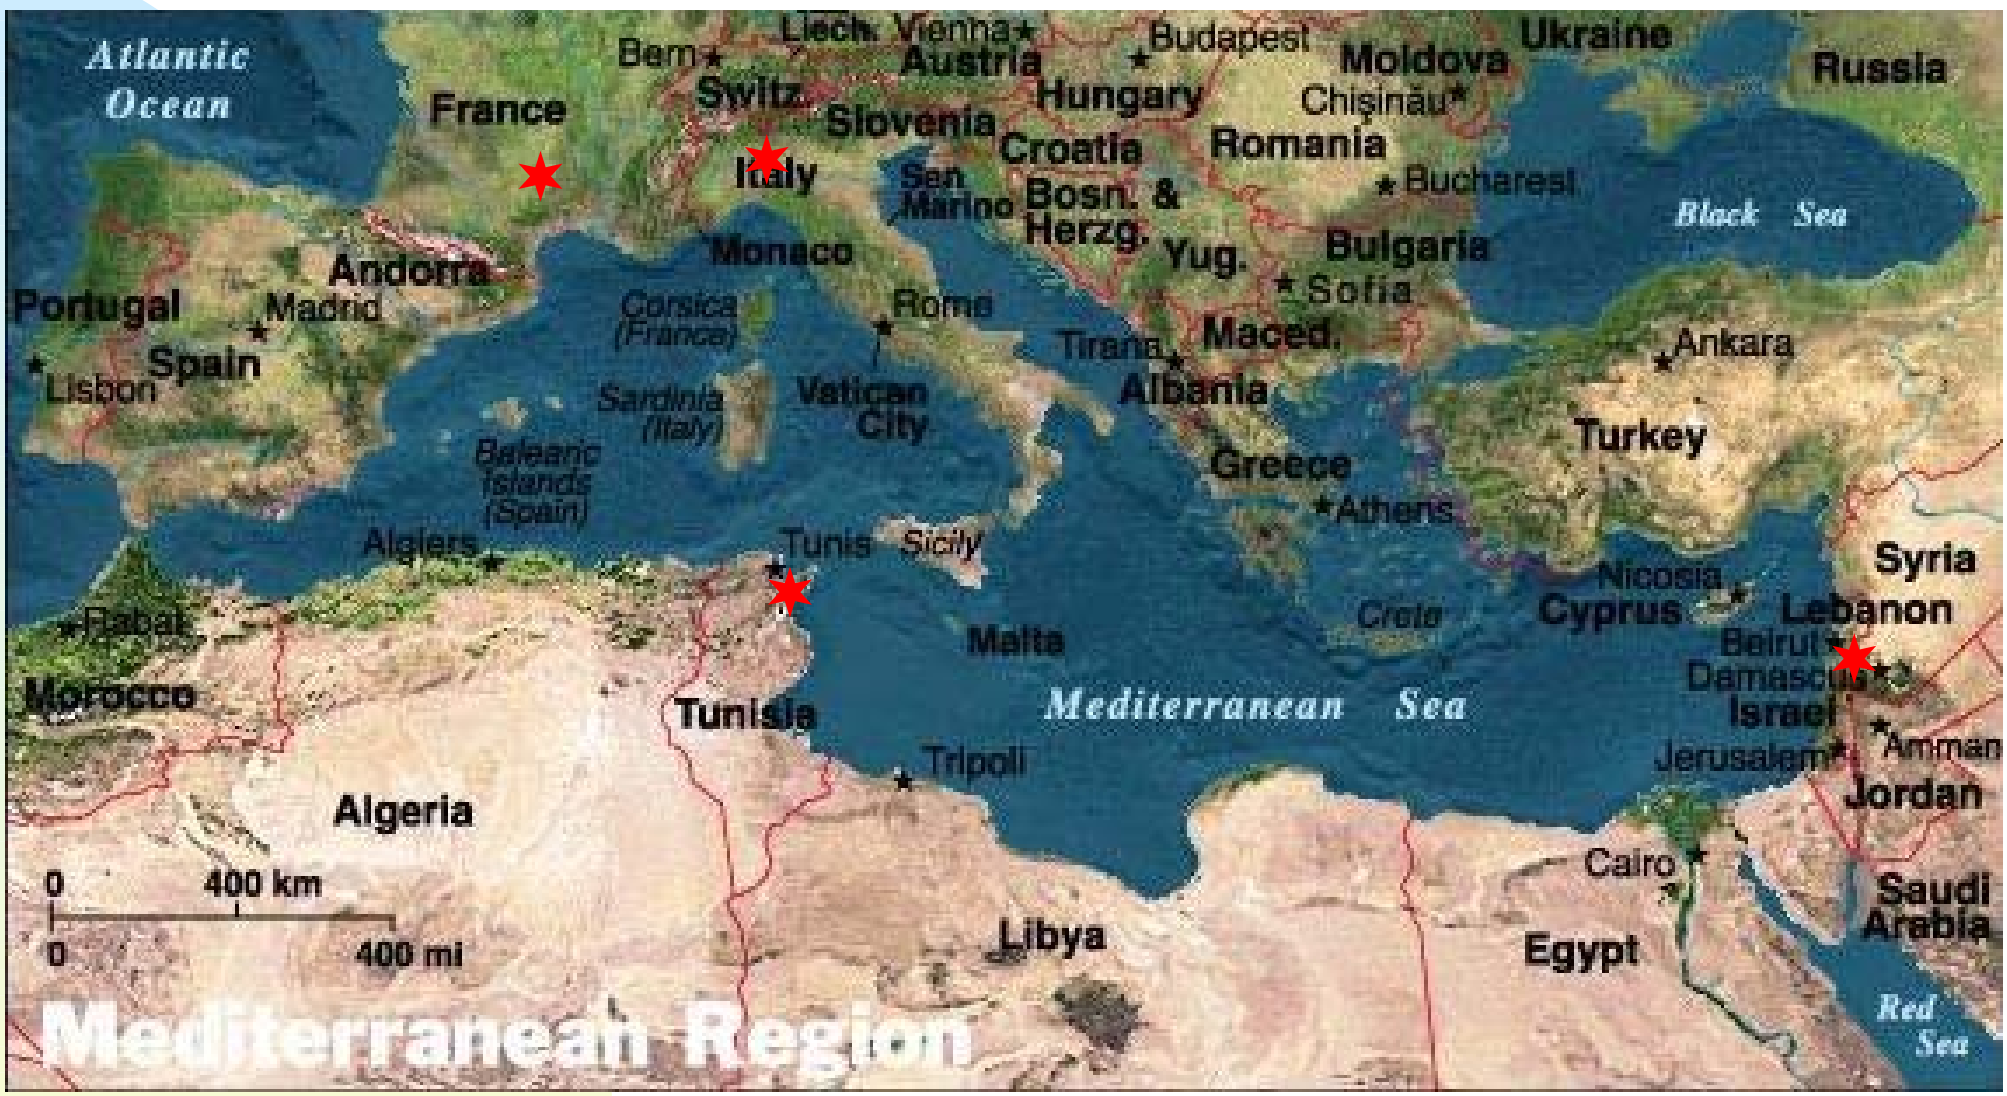 Atlantic
Ocean
France
Bern
Switz.
Liech.
Vienna
Austria
Slovenia
Budapest
Hungary
Croatia
Bosn. &
Herzg.
Yug.
Moldova
Chişinău
Romania
Bucharest
Ukraine
Russia
Black Sea
Italy
San
Marino
Monaco
Bulgaria
Sofia
Maced.
Tirana
Albania
Andorra
Portugal
Madrid
Spain
Lisbon
Corsica
(France)
Sardinia
(Italy)
Rome
Vatican
City
Balearic
Islands
(Spain)
Ankara
Turkey
Greece
Athens
Algiers
Tunis
Sicily
Crete
Nicosia
Cyprus
Syria
Lebanon
Beirut
Damascus
Israel
Jerusalem
Amman
Jordan
Rabat
Morocco
Malta
Mediterranean Sea
Tunisia
Tripoli
Algeria
Libya
Cairo
Egypt
Saudi
Arabia
Red
Sea
0 400 km
0 400 mi
Mediterranean Region